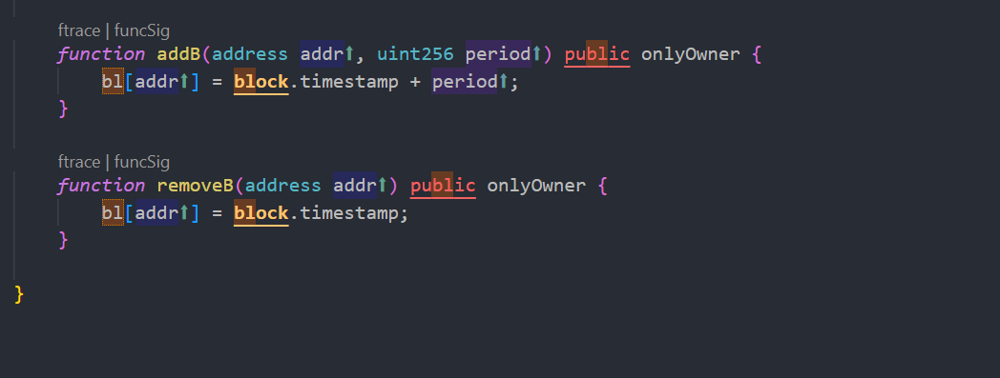 ftrace | funcSig
function addB(address addr⬆, uint256 period⬆) public onlyOwner {
bl[addr⬆] = block.timestamp + period⬆;
}
ftrace | funcSig
function removeB(address addr⬆) public onlyOwner {
bl[addr⬆] = block.timestamp;
}
}